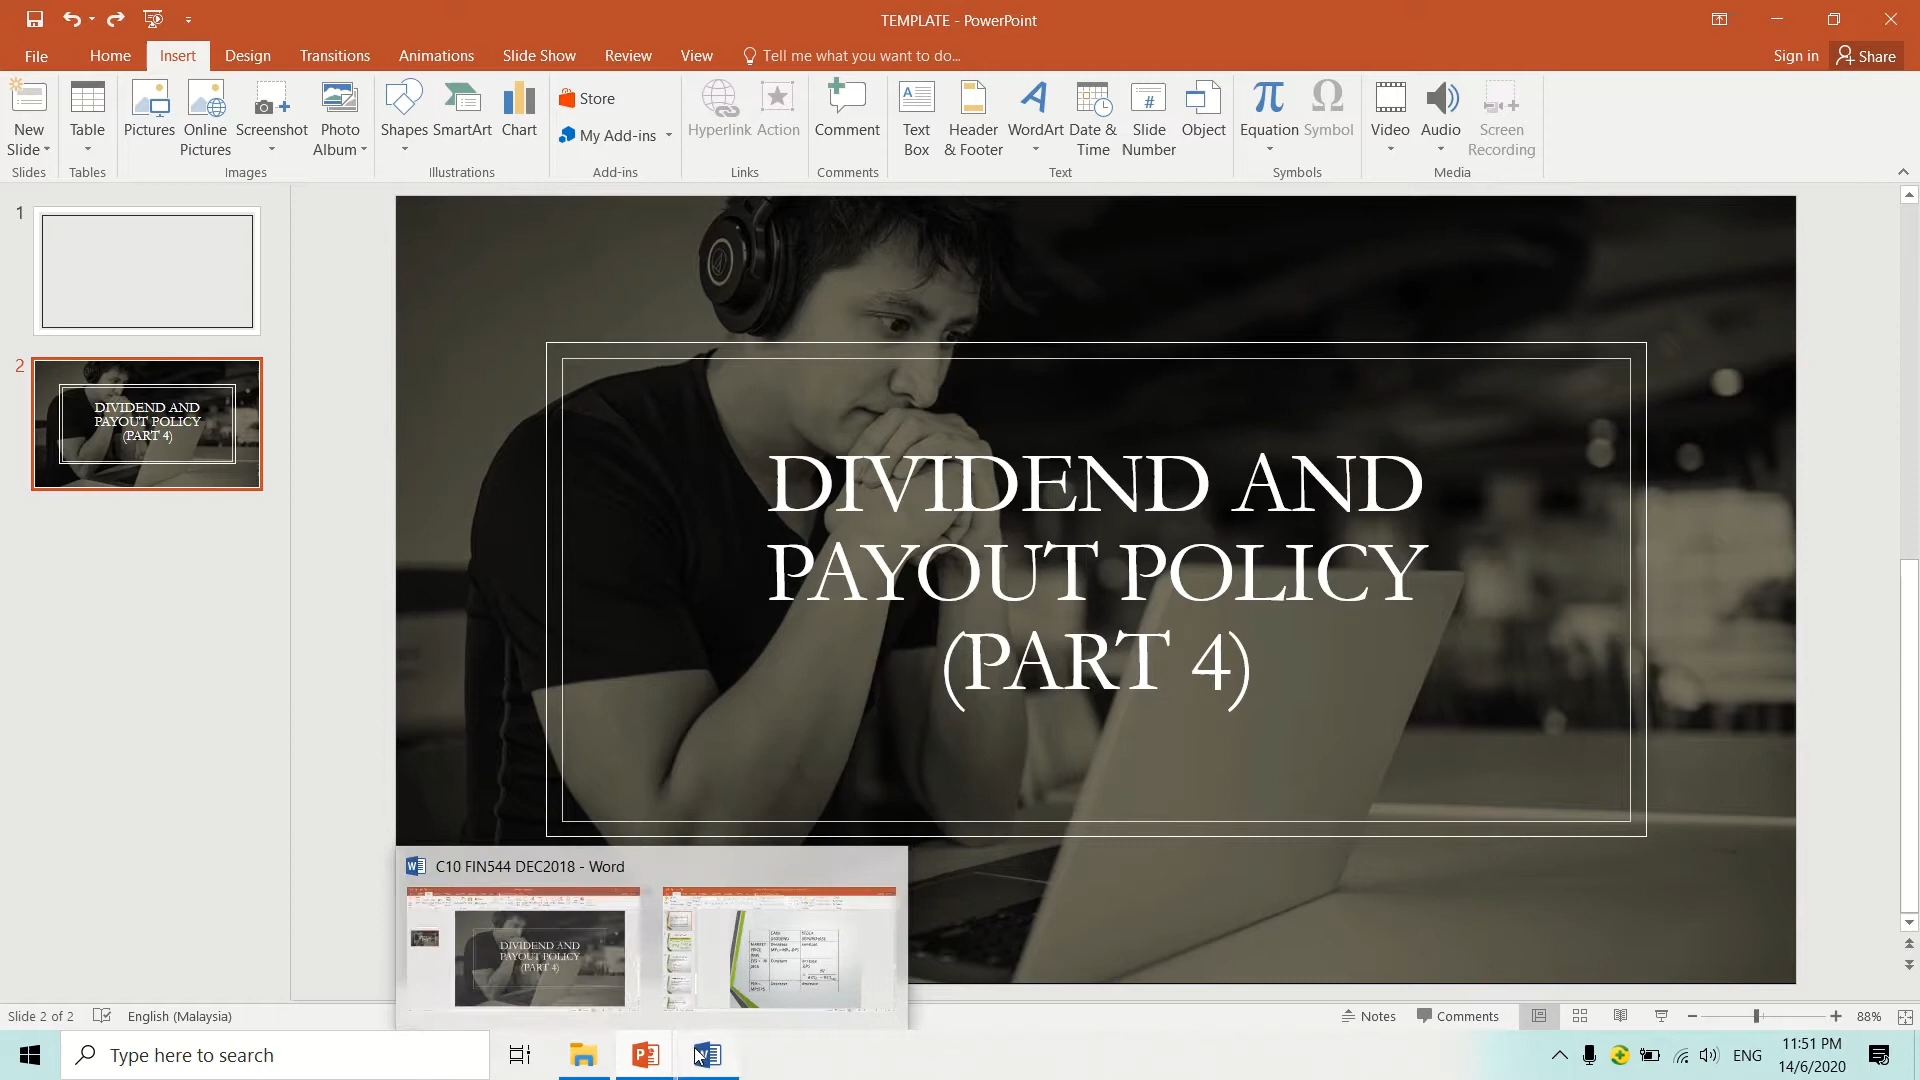 TEMPLATE - PowerPoint
File Home Insert Design Transitions Animations Slide Show Review View Tell me what you want to do... Sign in Share
New Slide
Table
Pictures
Online Pictures
Screenshot
Photo Album
Shapes
SmartArt
Chart
Store
My Add-ins
Hyperlink
Action
Comment
Text Box
Header & Footer
WordArt
Date & Time
Slide Number
Object
Equation
Symbol
Video
Audio
Screen Recording
Slides Tables Images Illustrations Add-ins Links Comments Text Symbols Media
1
2
DIVIDEND AND
PAYOUT POLICY
(PART 4)
DIVIDEND AND
PAYOUT POLICY
(PART 4)
C10 FIN544 DEC2018 - Word
DIVIDEND AND
PAYOUT POLICY
(PART 4)
Slide 2 of 2 English (Malaysia) Notes Comments 88%
Type here to search
ENG
11:51 PM
14/6/2020